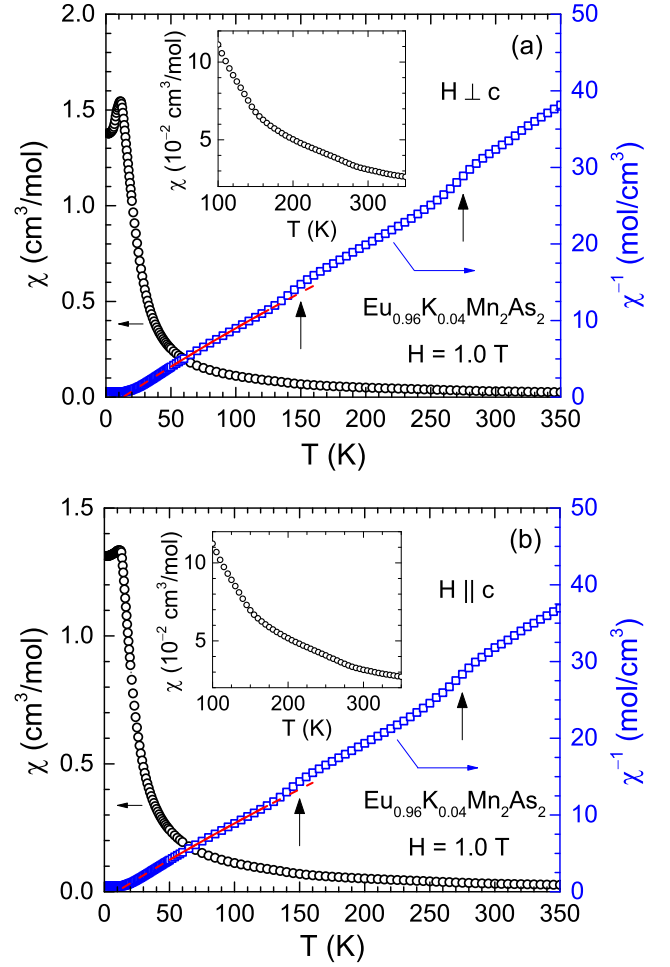 2.0
1.5
1.0
0.5
0.0
χ (cm³/mol)
0 50 100 150 200 250 300 350
T (K)
50
40
30
20
10
0
χ⁻¹ (mol/cm³)
(a)
H ⊥ c
10
5
χ (10⁻² cm³/mol)
100 200 300
T (K)
Eu₀.₉₆K₀.₀₄Mn₂As₂
H = 1.0 T
1.5
1.0
0.5
0.0
χ (cm³/mol)
0 50 100 150 200 250 300 350
T (K)
50
40
30
20
10
0
χ⁻¹ (mol/cm³)
(b)
H || c
10
5
χ (10⁻² cm³/mol)
100 200 300
T (K)
Eu₀.₉₆K₀.₀₄Mn₂As₂
H = 1.0 T